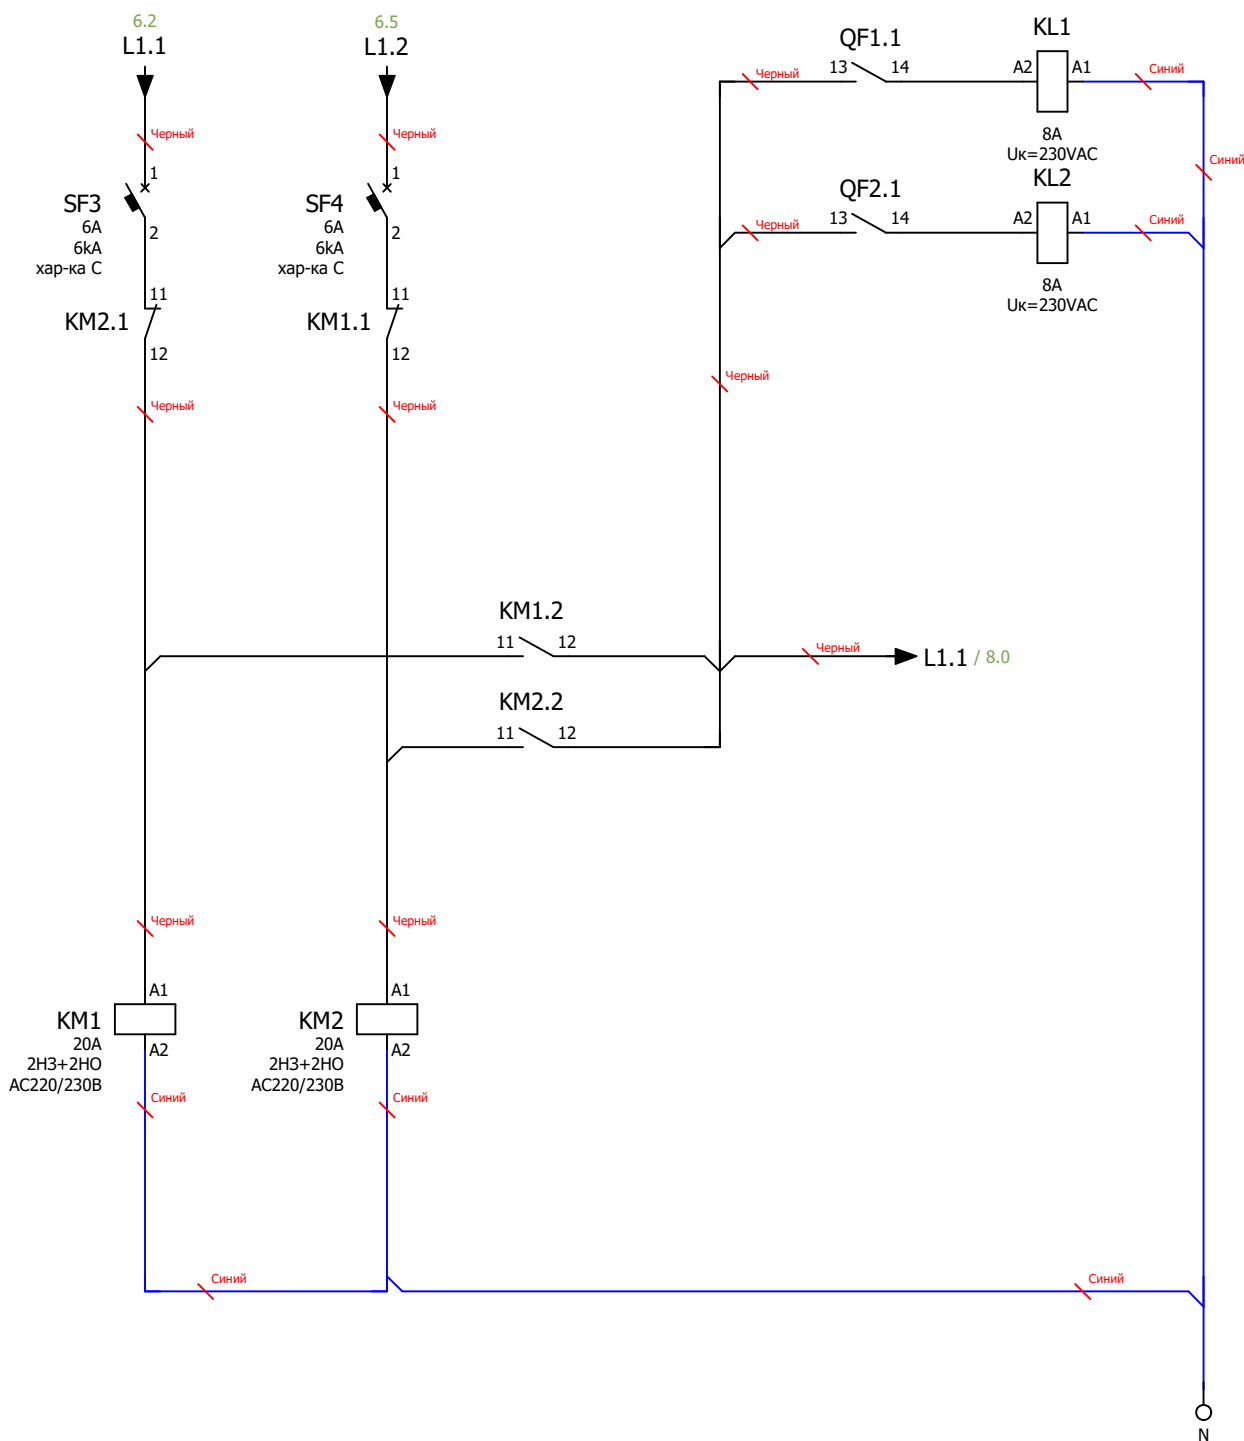 6.2
L1.1
Черный
1
SF3
6A
6kA
хар-ка C
2
11
KM2.1
12
Черный
6.5
L1.2
Черный
1
SF4
6A
6kA
хар-ка C
2
11
KM1.1
12
Черный
Черный
QF1.1
13
14
KL1
A2
A1
8A
Uк=230VAC
Синий
Синий
Черный
QF2.1
13
14
KL2
A2
A1
8A
Uк=230VAC
Синий
Черный
KM1.2
11
12
Черный
L1.1 / 8.0
KM2.2
11
12
Черный
A1
KM1
20A
2НЗ+2НО
AC220/230В
A2
Синий
Черный
A1
KM2
20A
2НЗ+2НО
AC220/230В
A2
Синий
Синий
Синий
N